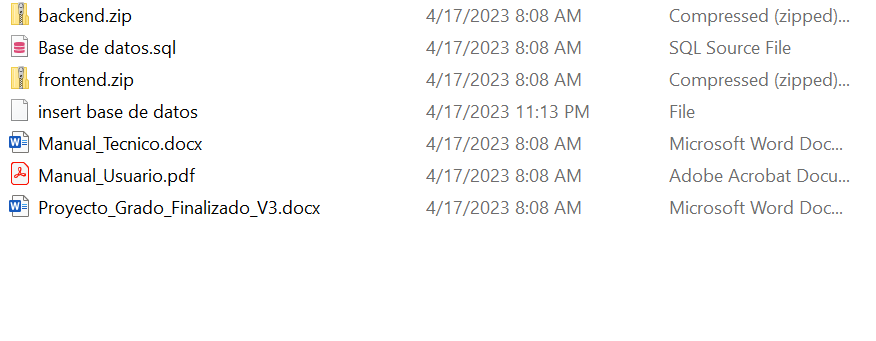 backend.zip 4/17/2023 8:08 AM Compressed (zipped)...
Base de datos.sql 4/17/2023 8:08 AM SQL Source File
frontend.zip 4/17/2023 8:08 AM Compressed (zipped)...
insert base de datos 4/17/2023 11:13 PM File
Manual_Tecnico.docx 4/17/2023 8:08 AM Microsoft Word Doc...
Manual_Usuario.pdf 4/17/2023 8:08 AM Adobe Acrobat Docu...
Proyecto_Grado_Finalizado_V3.docx 4/17/2023 8:08 AM Microsoft Word Doc...